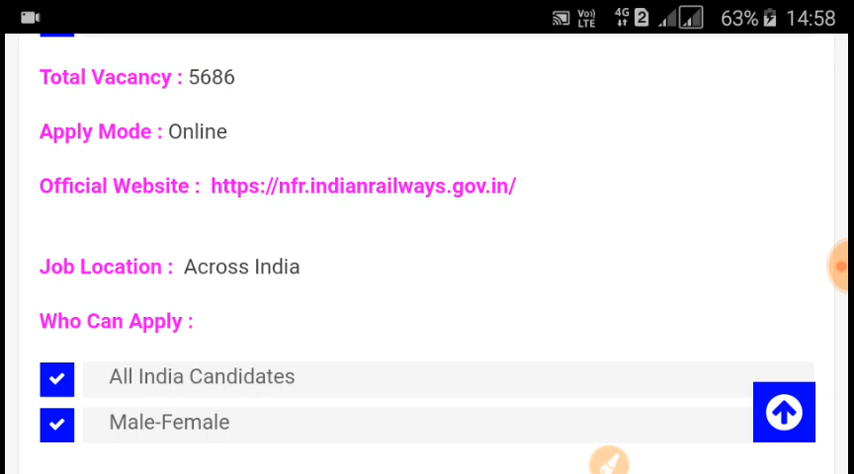 Vo)) LTE 4G 2 63% 14:58
Total Vacancy : 5686
Apply Mode : Online
Official Website : https://nfr.indianrailways.gov.in/
Job Location : Across India
Who Can Apply :
All India Candidates
Male-Female